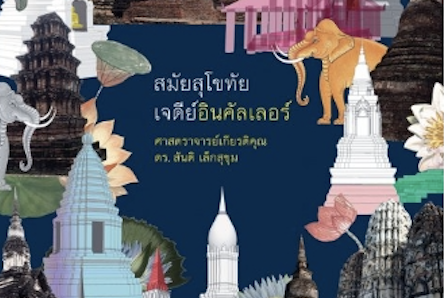 สมัยสุโขทัย
เจดีย์อินคัลเลอร์
ศาสตราจารย์เกียรติคุณ
ดร. สันติ เล็กสุขุม